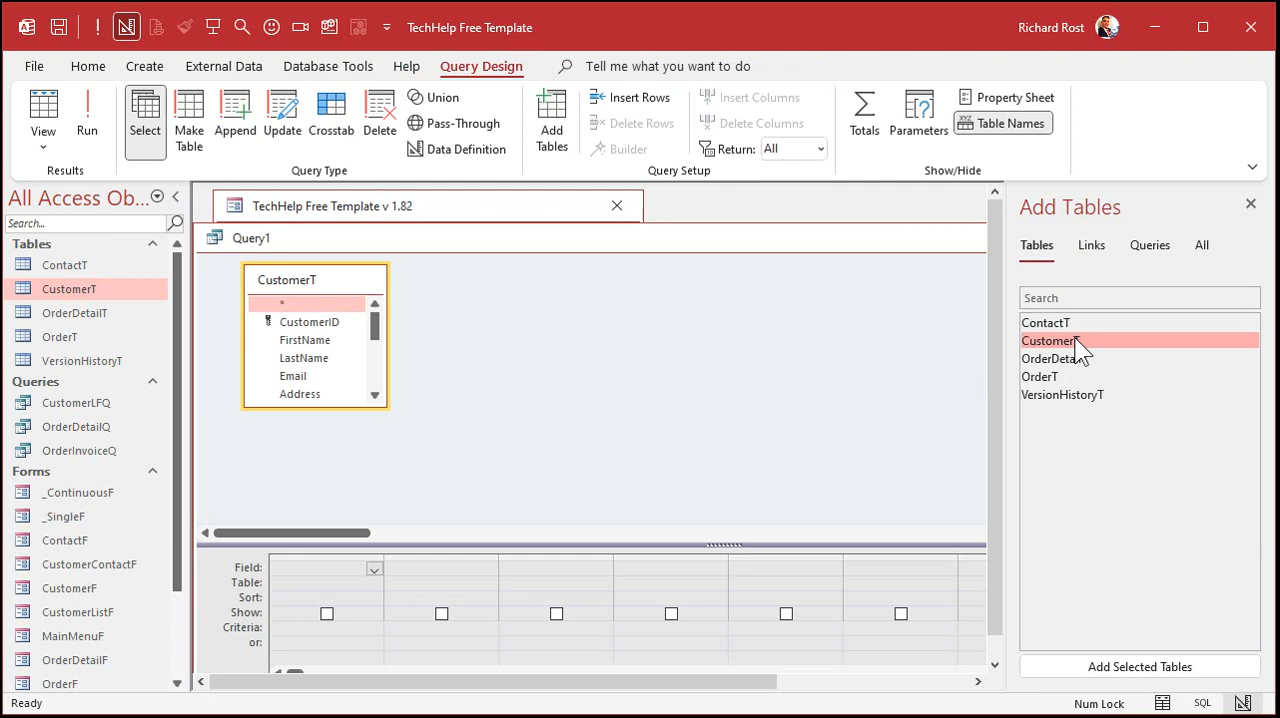 TechHelp Free Template
Richard Rost
File Home Create External Data Database Tools Help Query Design Tell me what you want to do
View
Run
Results
Select
Make Table
Append
Update
Crosstab
Delete
Union
Pass-Through
Data Definition
Query Type
Add Tables
Insert Rows
Delete Rows
Builder
Insert Columns
Delete Columns
Return: All
Query Setup
Totals
Parameters
Property Sheet
Table Names
Show/Hide
All Access Ob...
Search...
Tables
ContactT
CustomerT
OrderDetailT
OrderT
VersionHistoryT
Queries
CustomerLFQ
OrderDetailQ
OrderInvoiceQ
Forms
_ContinuousF
_SingleF
ContactF
CustomerContactF
CustomerF
CustomerListF
MainMenuF
OrderDetailF
OrderF
TechHelp Free Template v 1.82
Query1
CustomerT
*
CustomerID
FirstName
LastName
Email
Address
Field:
Table:
Sort:
Show:
Criteria:
or:
Add Tables
Tables Links Queries All
Search
ContactT
CustomerT
OrderDeta
OrderT
VersionHistoryT
Add Selected Tables
Ready
Num Lock
SQL